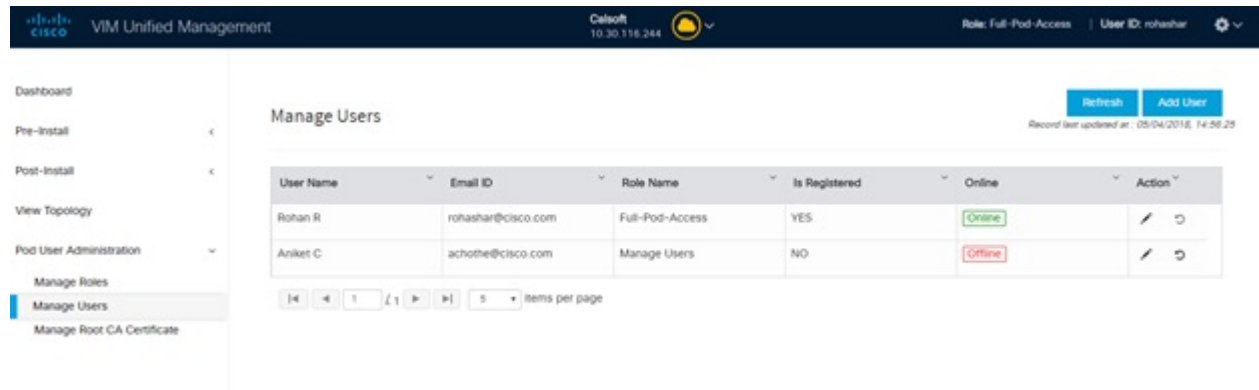 CISCO VIM Unified Management
Calsoft
10.30.116.244
Role: Full-Pod-Access | User ID: rohashar
Dashboard
Pre-Install
Post-Install
View Topology
Pod User Administration
Manage Roles
Manage Users
Manage Root CA Certificate
Manage Users
Refresh Add User
Record last updated at : 05/04/2018, 14:56:25
User Name Email ID Role Name Is Registered Online Action
Rohan R rohashar@cisco.com Full-Pod-Access YES Online
Aniket C achothe@cisco.com Manage Users NO Offline
1 / 1 5 items per page